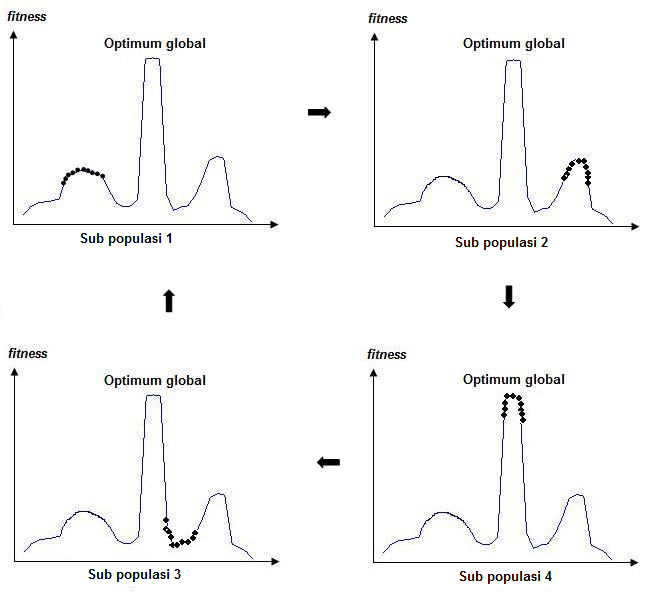 fitness
Optimum global
Sub populasi 1
fitness
Optimum global
Sub populasi 2
fitness
Optimum global
Sub populasi 3
fitness
Optimum global
Sub populasi 4